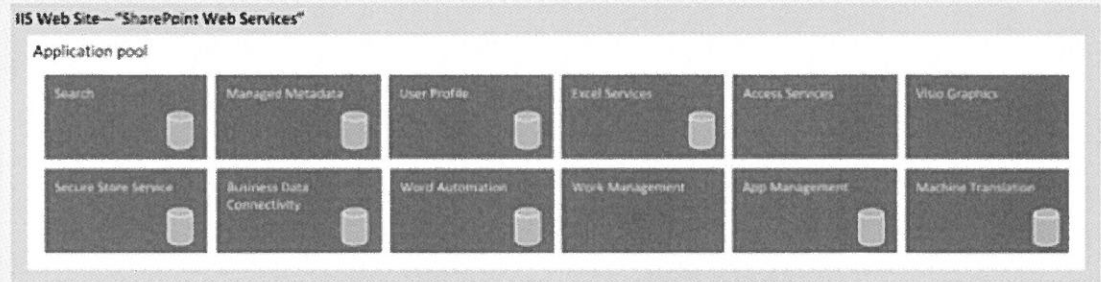 IIS Web Site—"SharePoint Web Services"
Application pool
Search
Managed Metadata
User Profile
Excel Services
Access Services
Visio Graphics
Secure Store Service
Business Data
Connectivity
Word Automation
Work Management
App Management
Machine Translation